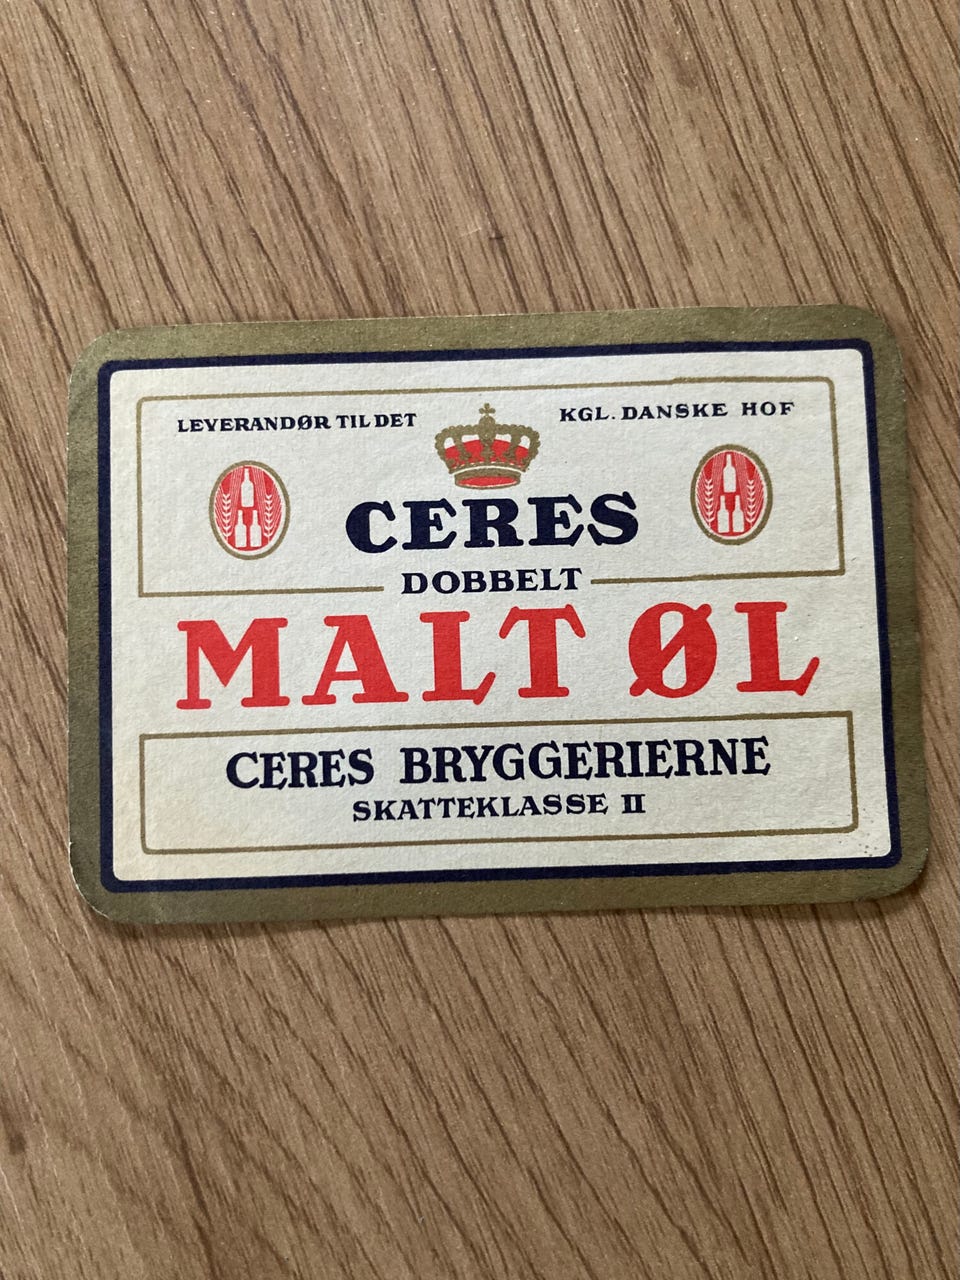 LEVERANDØR TIL DET KGL. DANSKE HOF
CERES
DOBBELT
MALT ØL
CERES BRYGGERIERNE
SKATTEKLASSE II